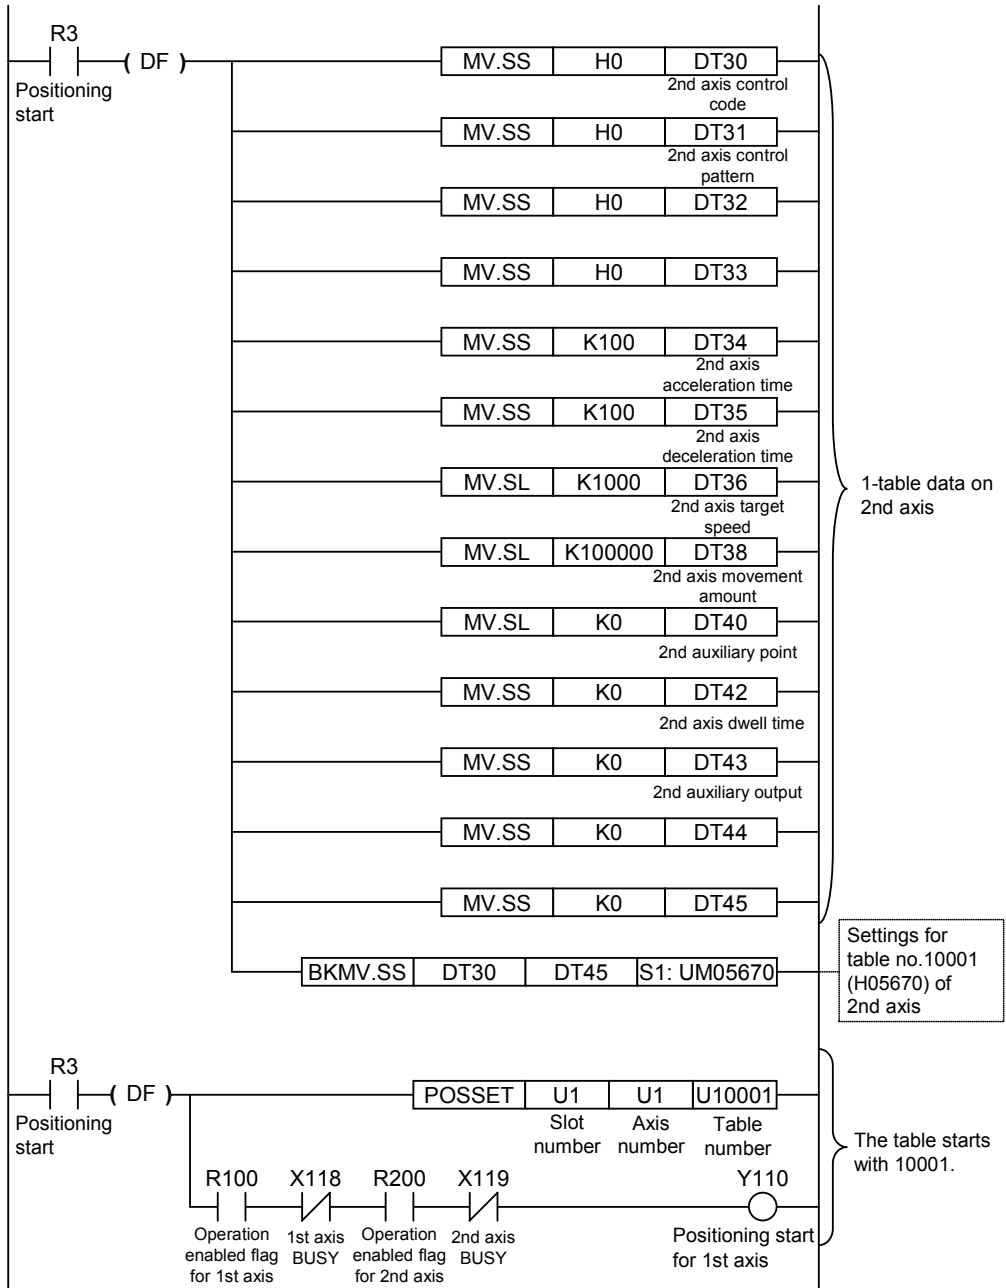 R3
( DF )
Positioning
start
MV.SS H0 DT30
2nd axis control
code
MV.SS H0 DT31
2nd axis control
pattern
MV.SS H0 DT32
MV.SS H0 DT33
MV.SS K100 DT34
2nd axis
acceleration time
MV.SS K100 DT35
2nd axis
deceleration time
MV.SL K1000 DT36
2nd axis target
speed
1-table data on
2nd axis
MV.SL K100000 DT38
2nd axis movement
amount
MV.SL K0 DT40
2nd auxiliary point
MV.SS K0 DT42
2nd axis dwell time
MV.SS K0 DT43
2nd auxiliary output
MV.SS K0 DT44
MV.SS K0 DT45
BKMV.SS DT30 DT45 S1: UM05670
Settings for
table no.10001
(H05670) of
2nd axis
R3
( DF )
Positioning
start
POSSET U1 U1 U10001
Slot
number
Axis
number
Table
number
The table starts
with 10001.
R100 X118 R200 X119 Y110
Operation
enabled flag
for 1st axis
1st axis
BUSY
Operation
enabled flag
for 2nd axis
2nd axis
BUSY
Positioning start
for 1st axis